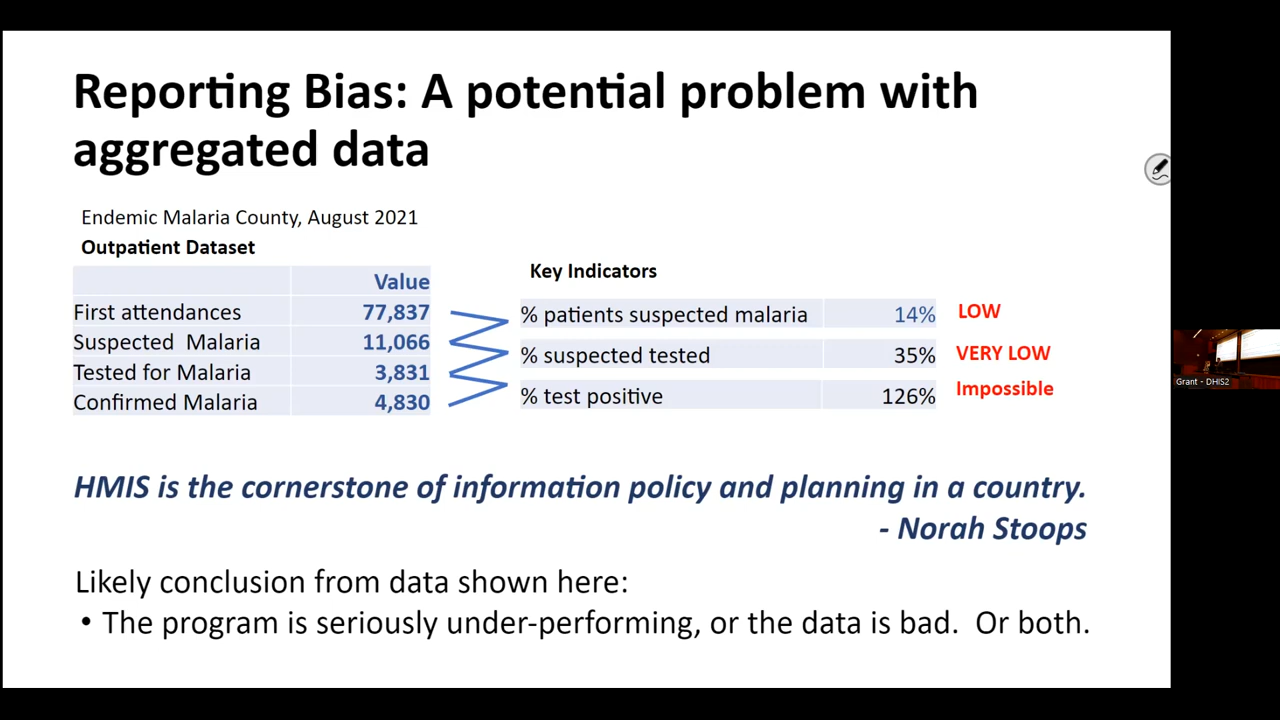 Reporting Bias: A potential problem with
aggregated data
Endemic Malaria County, August 2021
Outpatient Dataset
Value
First attendances 77,837
Suspected  Malaria 11,066
Tested for Malaria 3,831
Confirmed Malaria 4,830
Key Indicators
% patients suspected malaria 14% LOW
% suspected tested 35% VERY LOW
% test positive 126% Impossible
HMIS is the cornerstone of information policy and planning in a country.
- Norah Stoops
Likely conclusion from data shown here:
• The program is seriously under-performing, or the data is bad.  Or both.
Grant - DHIS2